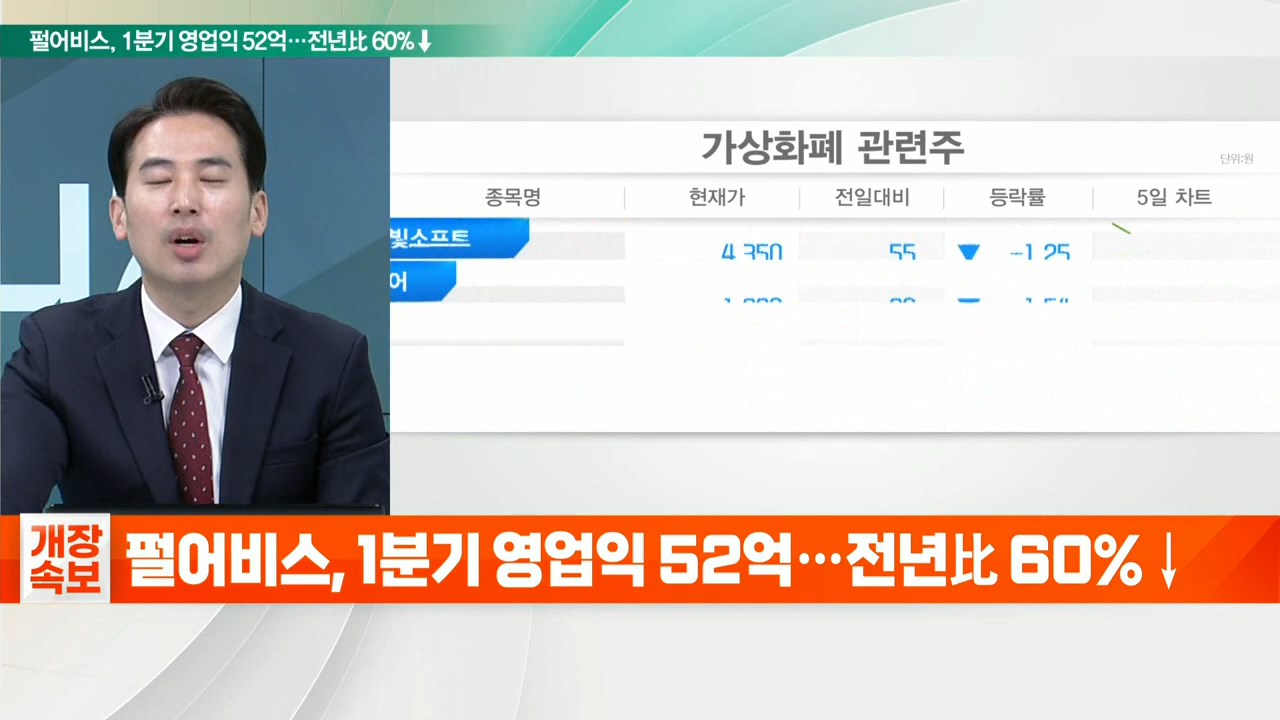 펄어비스, 1분기 영업익 52억…전년比 60%↓
가상화폐 관련주
단위:원
종목명 현재가 전일대비 등락률 5일 차트
빛소프트 4,350 55 ▼ -1.25
어
개장
속보
펄어비스, 1분기 영업익 52억…전년比 60%↓